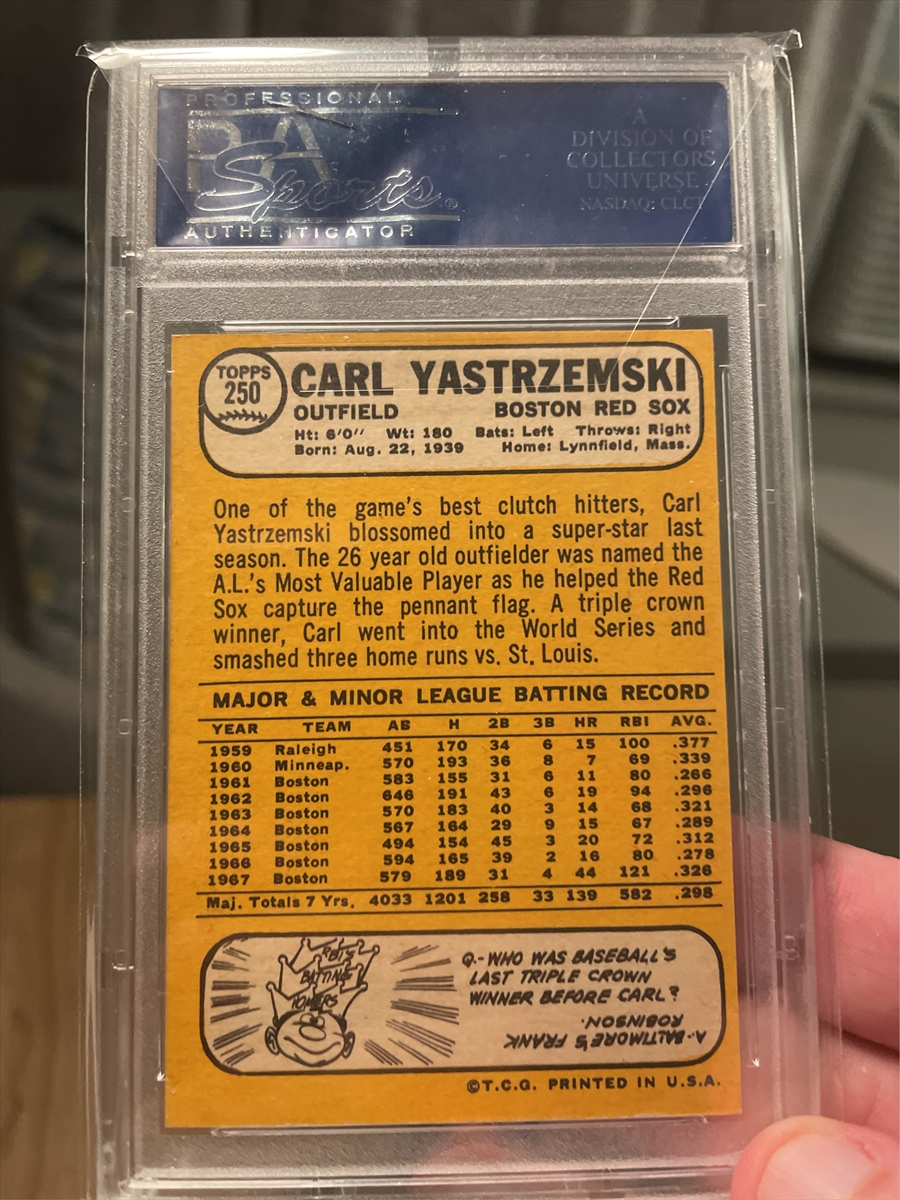 PROFESSIONAL
PSA
Sports®
AUTHENTICATOR
A
DIVISION OF
COLLECTORS
UNIVERSE
NASDAQ: CLCT
TOPPS
250
CARL YASTRZEMSKI
OUTFIELD BOSTON RED SOX
Ht: 6'0" Wt: 180 Bats: Left Throws: Right
Born: Aug. 22, 1939 Home: Lynnfield, Mass.
One of the game's best clutch hitters, Carl
Yastrzemski blossomed into a super-star last
season. The 26 year old outfielder was named the
A.L.'s Most Valuable Player as he helped the Red
Sox capture the pennant flag. A triple crown
winner, Carl went into the World Series and
smashed three home runs vs. St. Louis.
MAJOR & MINOR LEAGUE BATTING RECORD
YEAR TEAM AB H 2B 3B HR RBI AVG.
1959 Raleigh 451 170 34 6 15 100 .377
1960 Minneap. 570 193 36 8 7 69 .339
1961 Boston 583 155 31 6 11 80 .266
1962 Boston 646 191 43 6 19 94 .296
1963 Boston 570 183 40 3 14 68 .321
1964 Boston 567 164 29 9 15 67 .289
1965 Boston 494 154 45 3 20 72 .312
1966 Boston 594 165 39 2 16 80 .278
1967 Boston 579 189 31 4 44 121 .326
Maj. Totals 7 Yrs. 4033 1201 258 33 139 582 .298
RBI'S
BATTING
HOMERS
Q.-WHO WAS BASEBALL'S
LAST TRIPLE CROWN
WINNER BEFORE CARL?
A.-BALTIMORE'S FRANK
ROBINSON.
©T.C.G. PRINTED IN U.S.A.